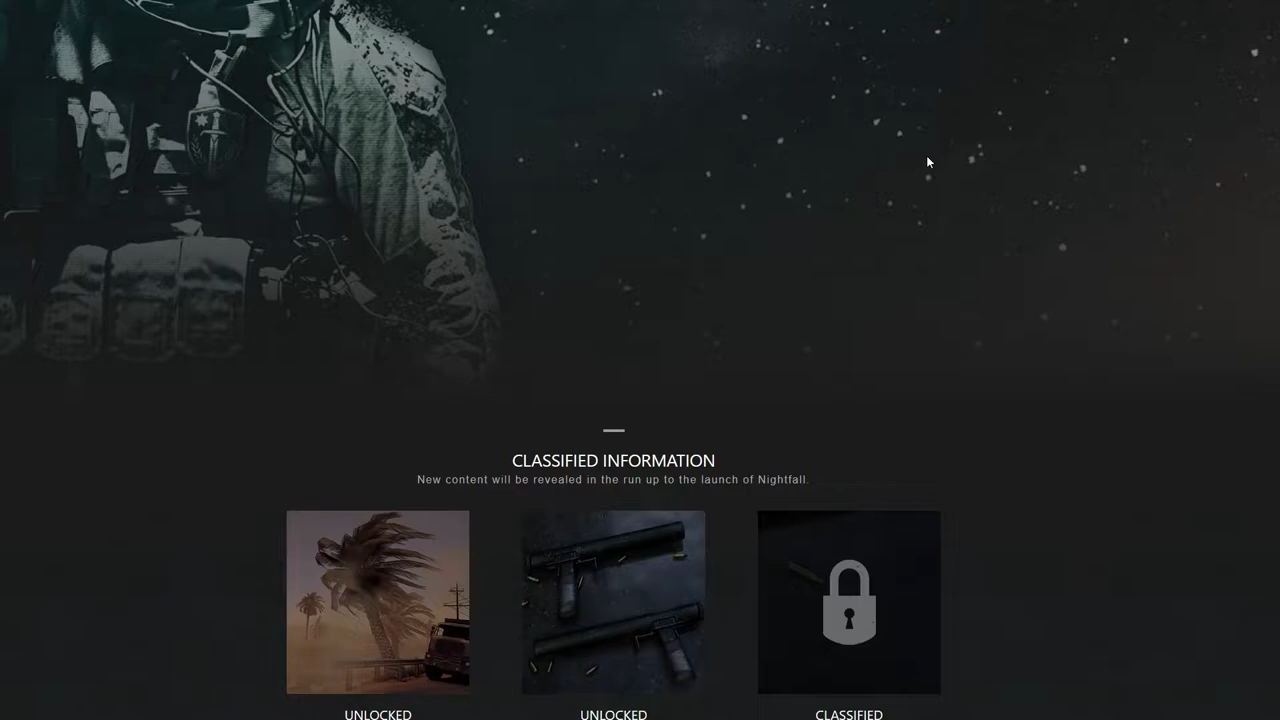 CLASSIFIED INFORMATION
New content will be revealed in the run up to the launch of Nightfall.
UNLOCKED
UNLOCKED
CLASSIFIED